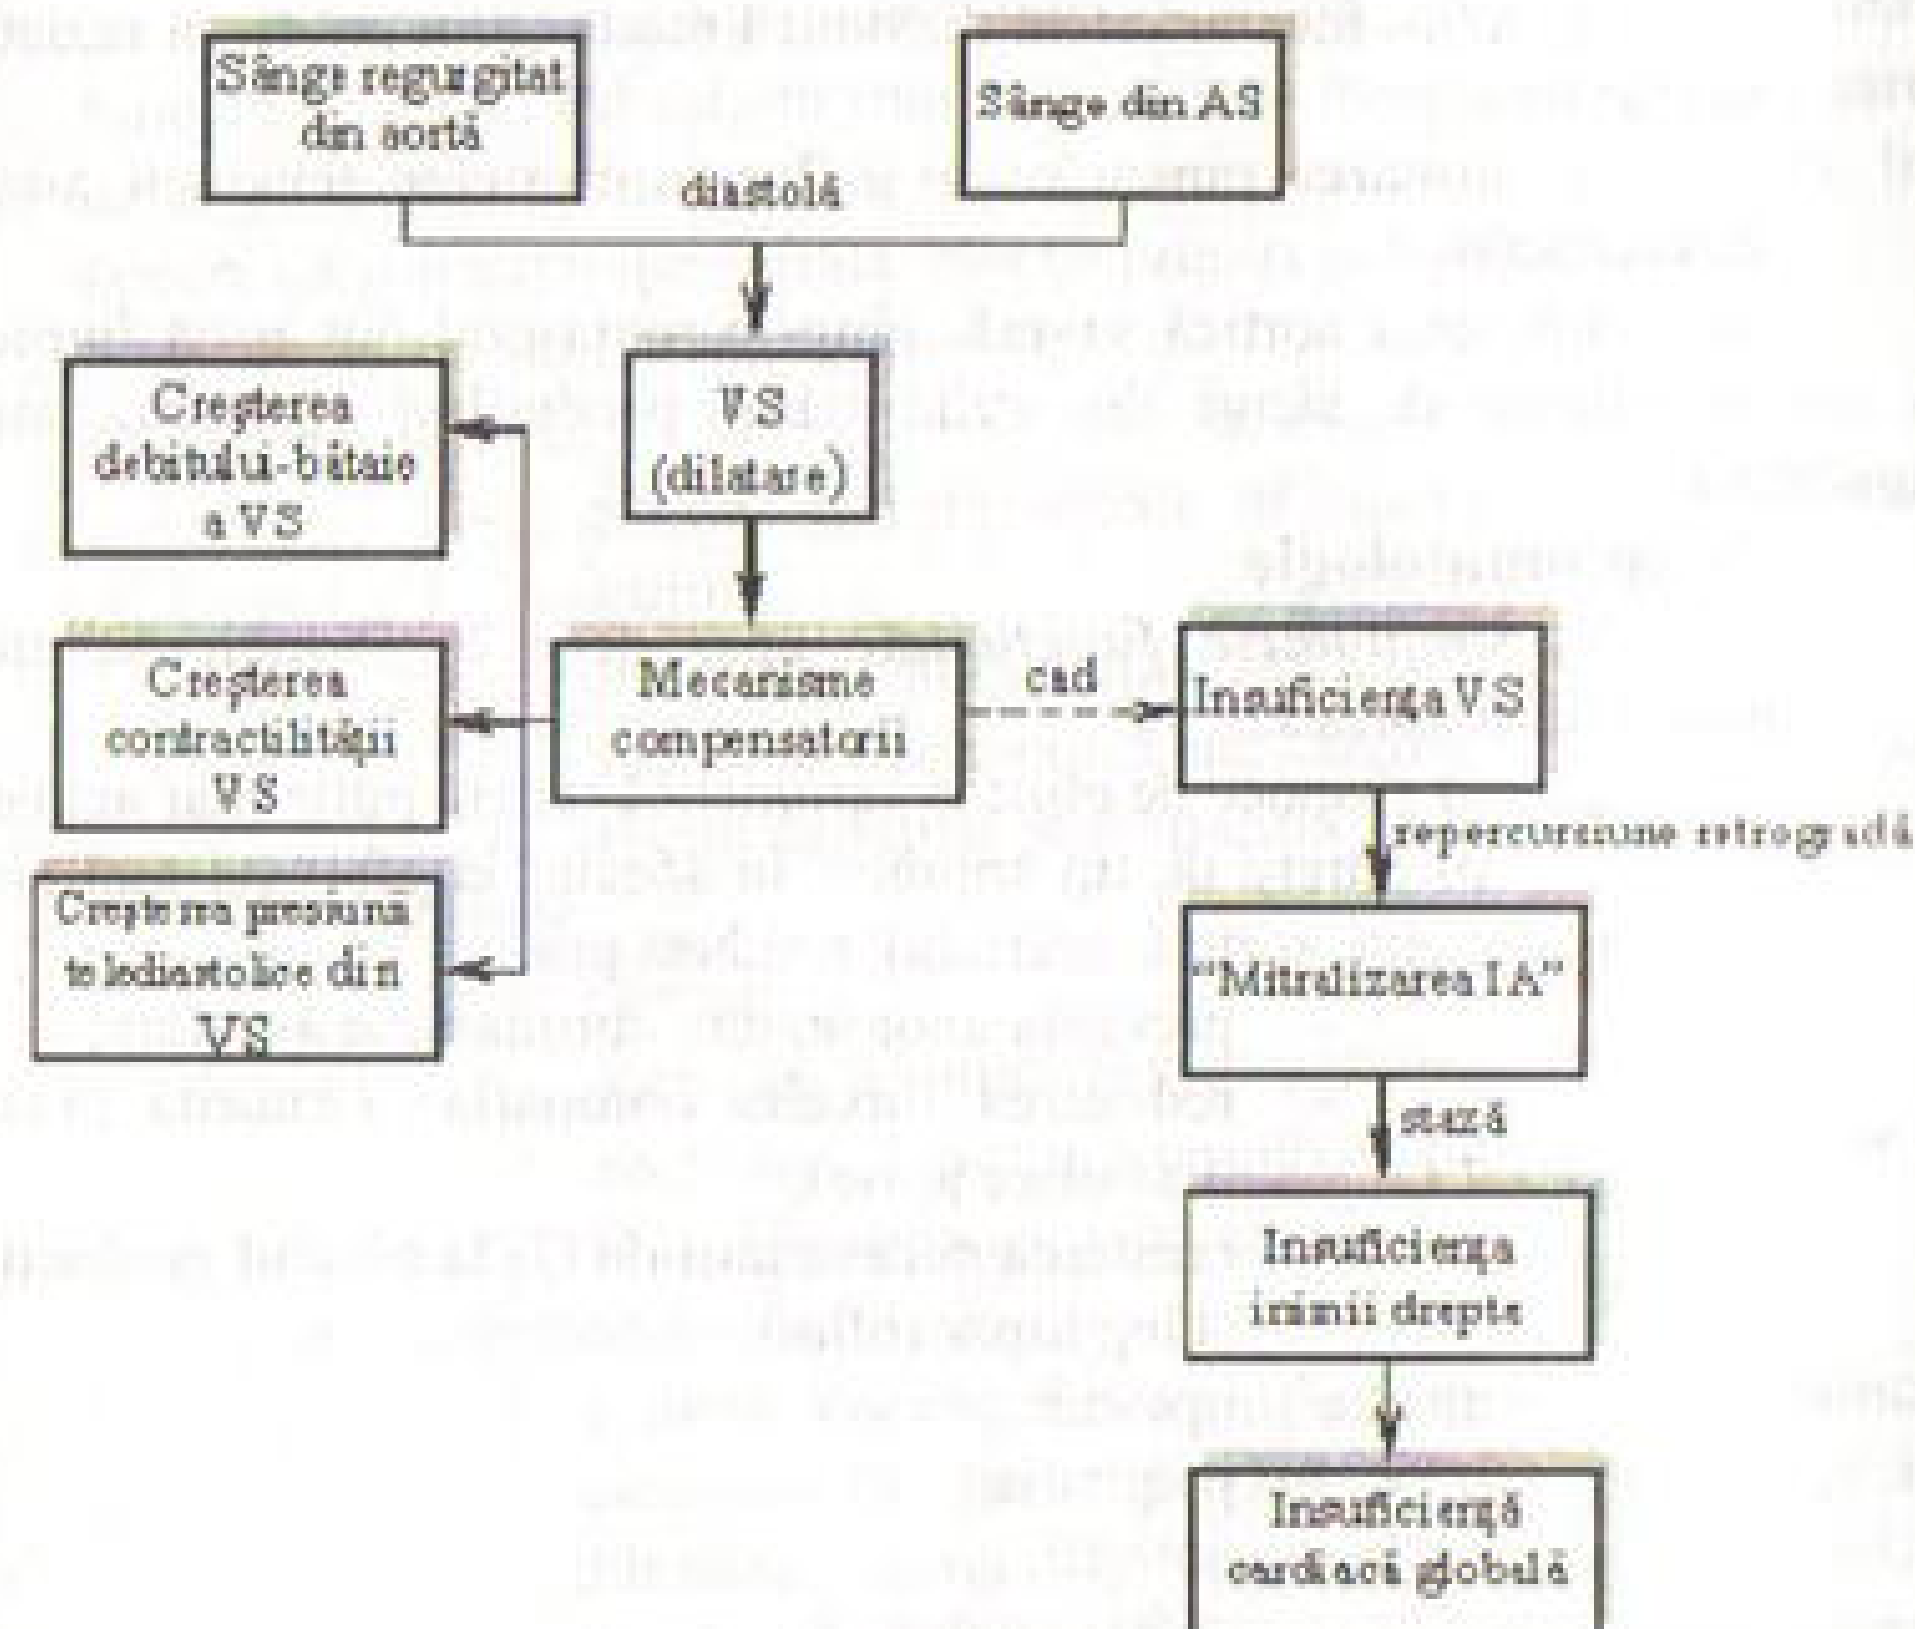 Sânge regurgitat
din aortă
Sânge din AS
diastolă
VS
(dilatare)
Creşterea
debitului-bătaie
a VS
Creşterea
contractilităţii
VS
Mecanisme
compensatorii
cad
Insuficienţa VS
repercursiune retrogradă
Creşterea presiunii
telediastolice din
VS
"Mitralizarea IA"
stază
Insuficienţa
inimii drepte
Insuficienţă
cardiacă globală